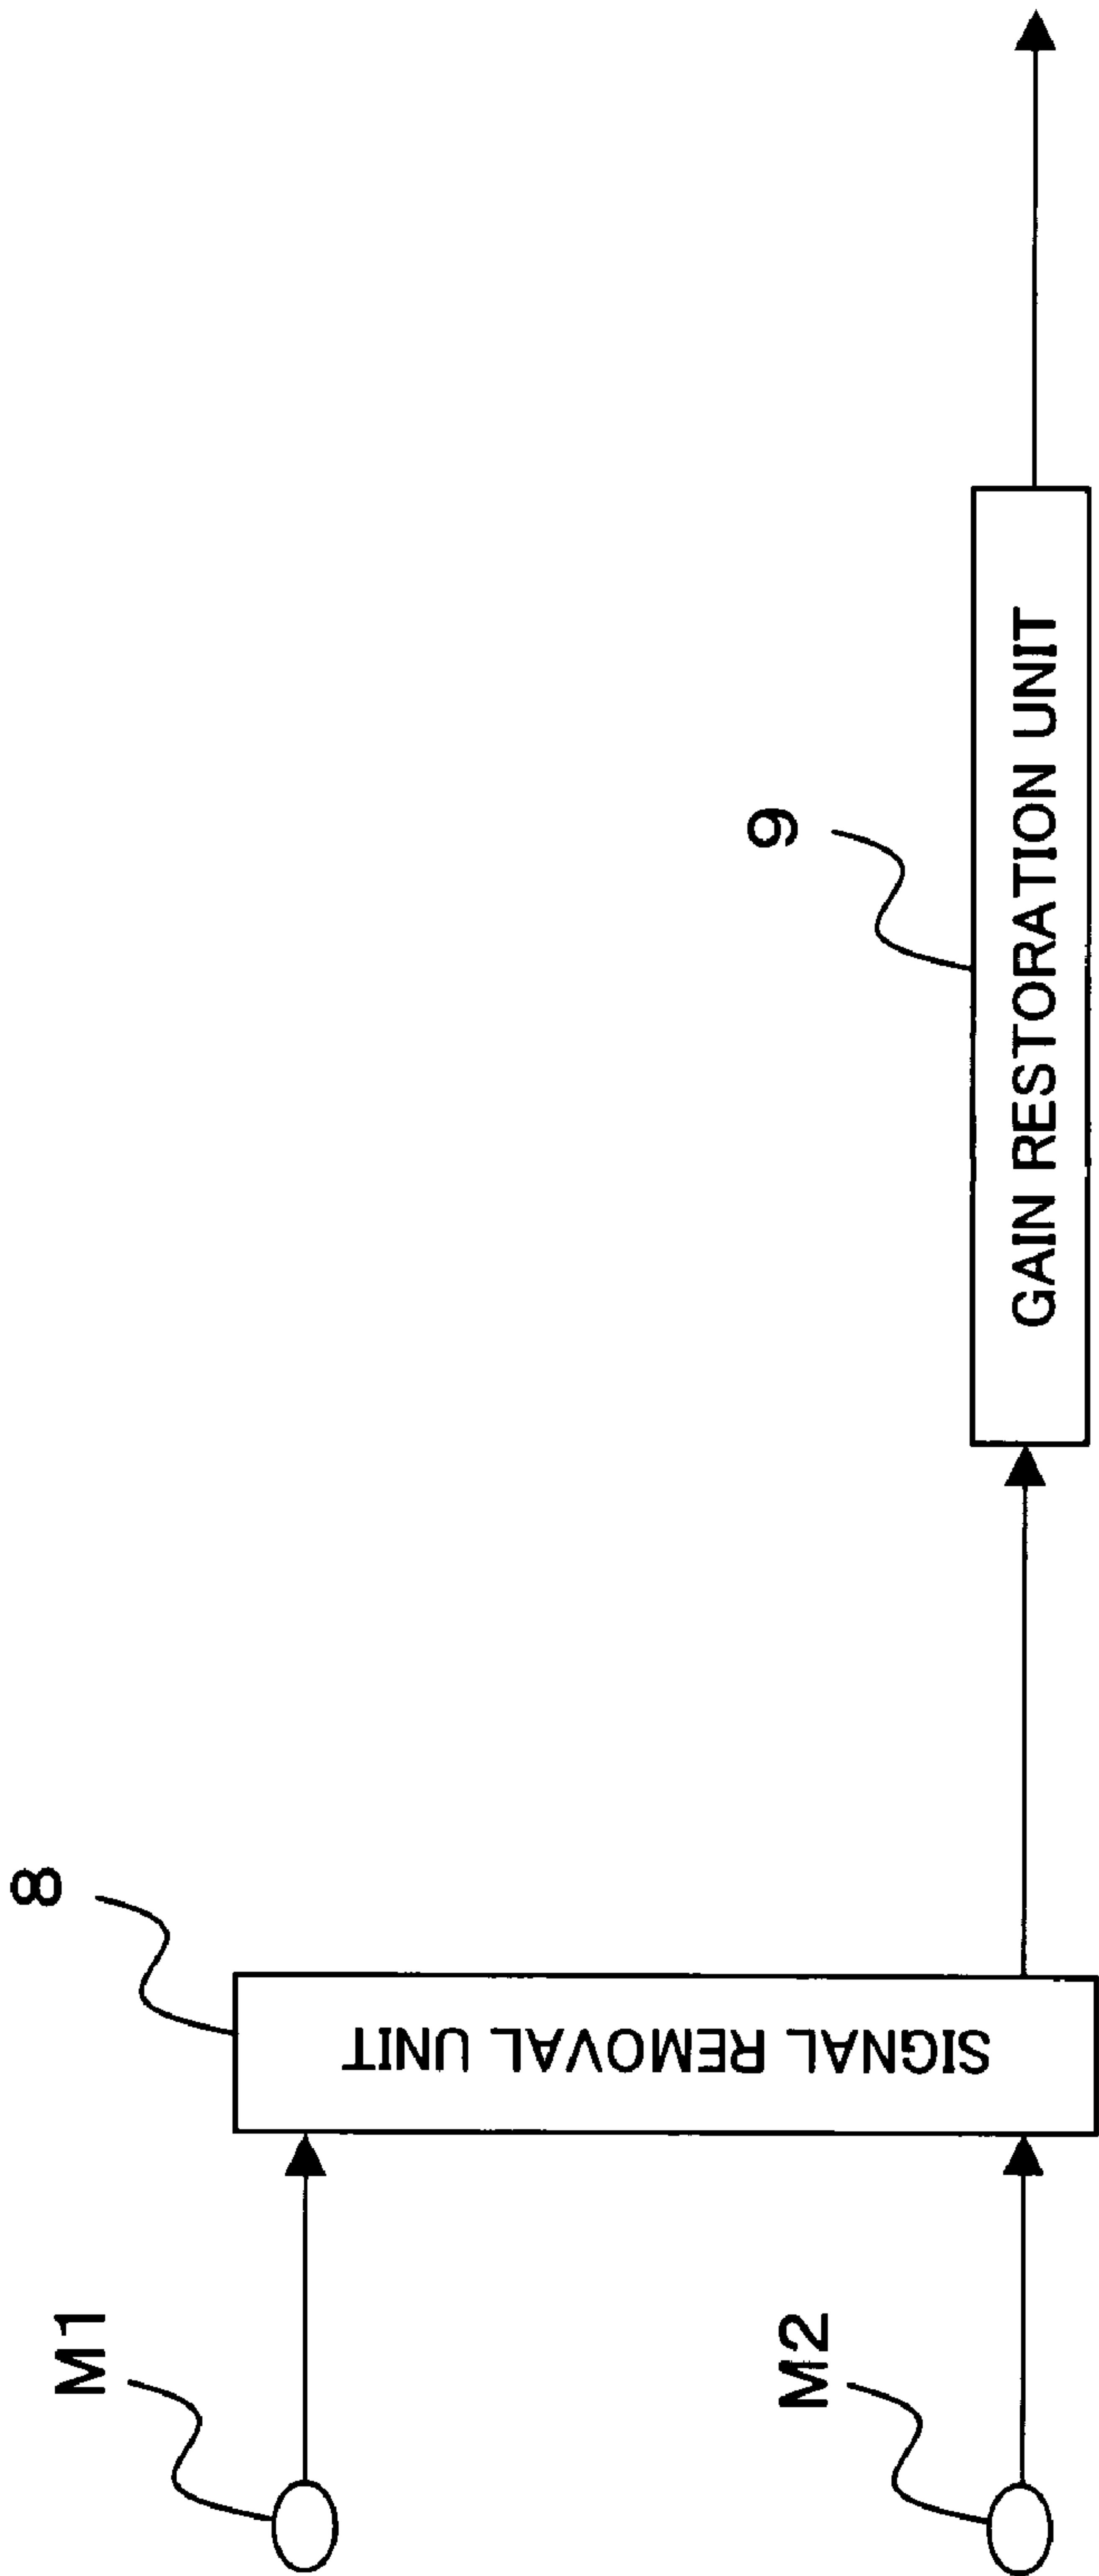 M1
M2
8
SIGNAL REMOVAL UNIT
9
GAIN RESTORATION UNIT